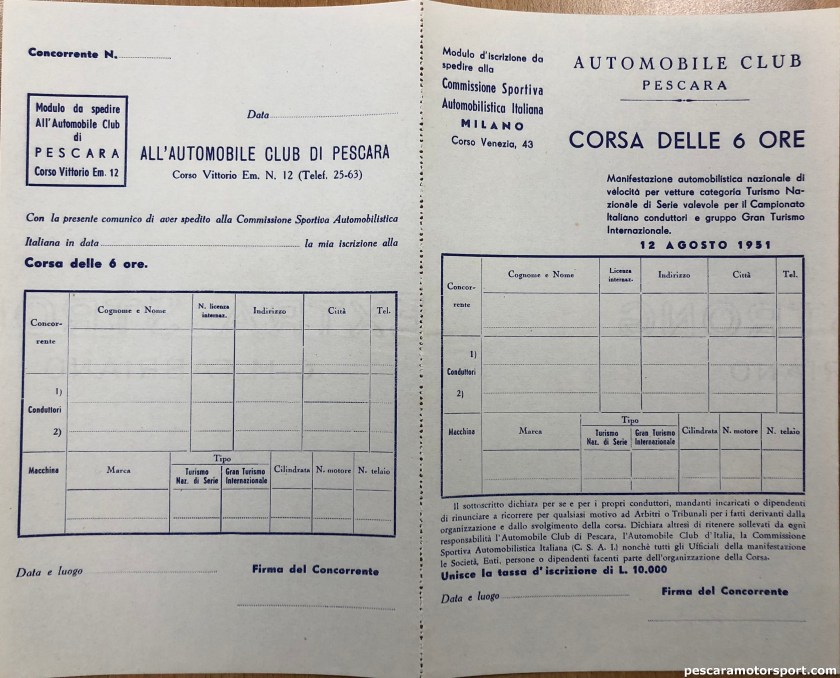 Concorrente N.
Modulo da spedire
All'Automobile Club
di
PESCARA
Corso Vittorio Em. 12
Data
ALL'AUTOMOBILE CLUB DI PESCARA
Corso Vittorio Em. N. 12 (Telef. 25-63)
Con la presente comunico di aver spedito alla Commissione Sportiva Automobilistica
Italiana in data la mia iscrizione alla
Corsa delle 6 ore.
Cognome e Nome
N. licenza
internaz.
Indirizzo
Città
Tel.
Concor-
rente
1)
Conduttori
2)
Macchina
Marca
Tipo
Turismo
Naz. di Serie
Gran Turismo
Internazionale
Cilindrata
N. motore
N. telaio
Data e luogo
Firma del Concorrente
Modulo d'iscrizione da
spedire alla
Commissione Sportiva
Automobilistica Italiana
MILANO
Corso Venezia, 43
AUTOMOBILE CLUB
PESCARA
CORSA DELLE 6 ORE
Manifestazione automobilistica nazionale di
velocità per vetture categoria Turismo Na-
zionale di Serie valevole per il Campionato
Italiano conduttori e gruppo Gran Turismo
Internazionale.
12 AGOSTO 1951
Concor-
rente
Cognome e Nome
Licenza
internaz.
Indirizzo
Città
Tel.
1)
Conduttori
2)
Macchina
Marca
Tipo
Turismo
Naz. di Serie
Gran Turismo
Internazionale
Cilindrata
N. motore
N. telaio
Il sottoscritto dichiara per se e per i propri conduttori, mandanti incaricati o dipendenti
di rinunciare a ricorrere per qualsiasi motivo ad Arbitri o Tribunali per i fatti derivanti dalla
organizzazione e dallo svolgimento della corsa. Dichiara altresì di ritenere sollevati da ogni
responsabilità l'Automobile Club di Pescara, l'Automobile Club d'Italia, la Commissione
Sportiva Automobilistica Italiana (C. S. A. I.) nonchè tutti gli Ufficiali della manifestazione
le Società, Enti, persone o dipendenti facenti parte dell'organizzazione della Corsa.
Unisce la tassa d'iscrizione di L. 10.000
Data e luogo
Firma del Concorrente
pescaramotorsport.com